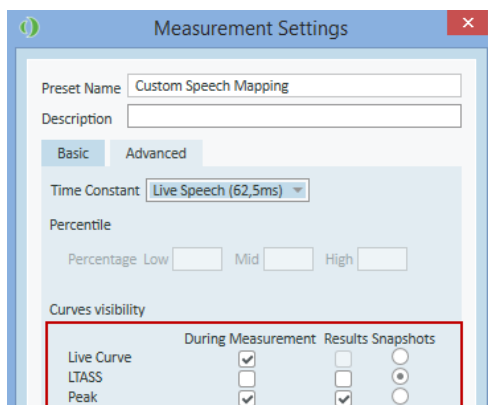 Measurement Settings
Preset Name Custom Speech Mapping
Description
Basic Advanced
Time Constant Live Speech (62,5ms)
Percentile
Percentage Low Mid High
Curves visibility
During Measurement Results Snapshots
Live Curve
LTASS
Peak